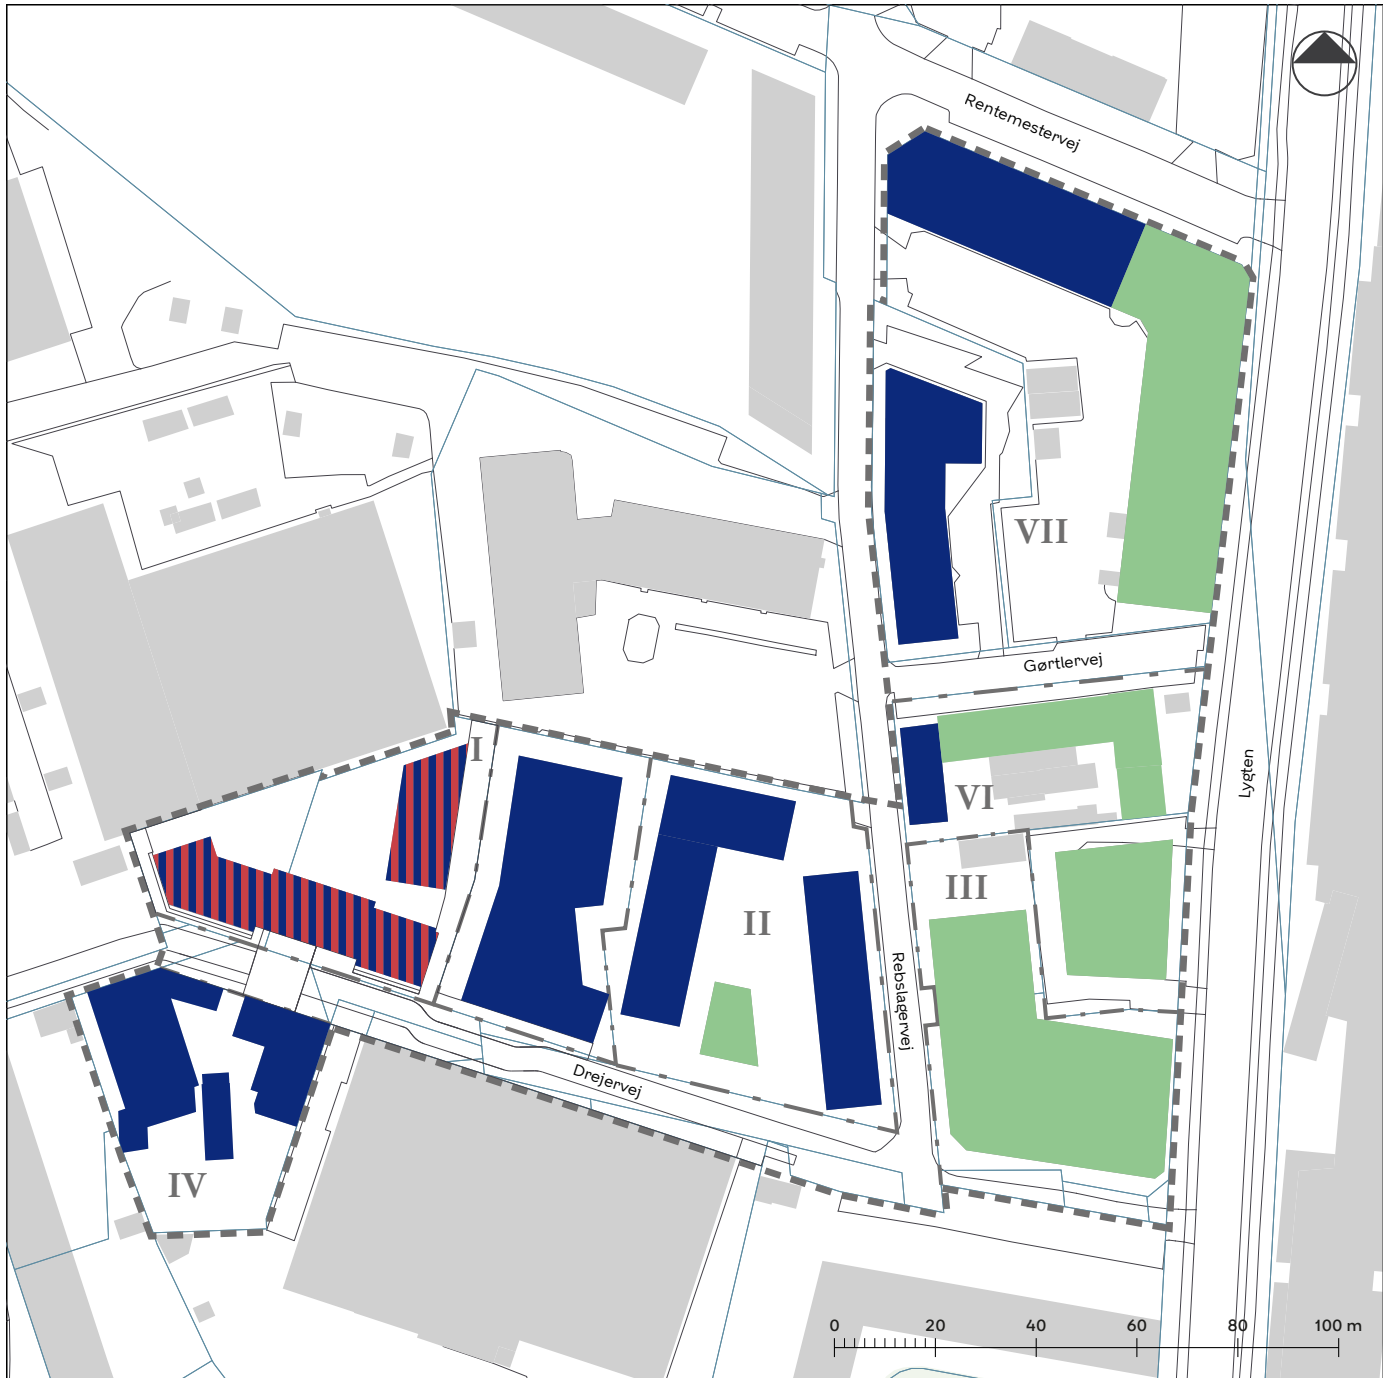 Rentemestervej
VII
Gørtlervej
I
Lygten
VI
III
II
Rebslagervej
Drejervej
IV
0 20 40 60 80 100 m